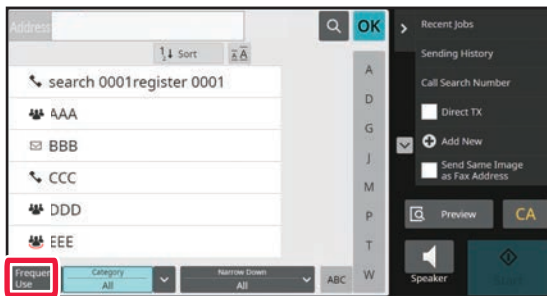 Address
OK
Recent Jobs
Sending History
Call Search Number
Direct TX
Add New
Send Same Image
as Fax Address
Preview
CA
Speaker
Start
Sort
search 0001register 0001
AAA
BBB
CCC
DDD
EEE
A
D
G
J
M
P
T
W
Frequen
Use
Category
All
Narrow Down
All
ABC